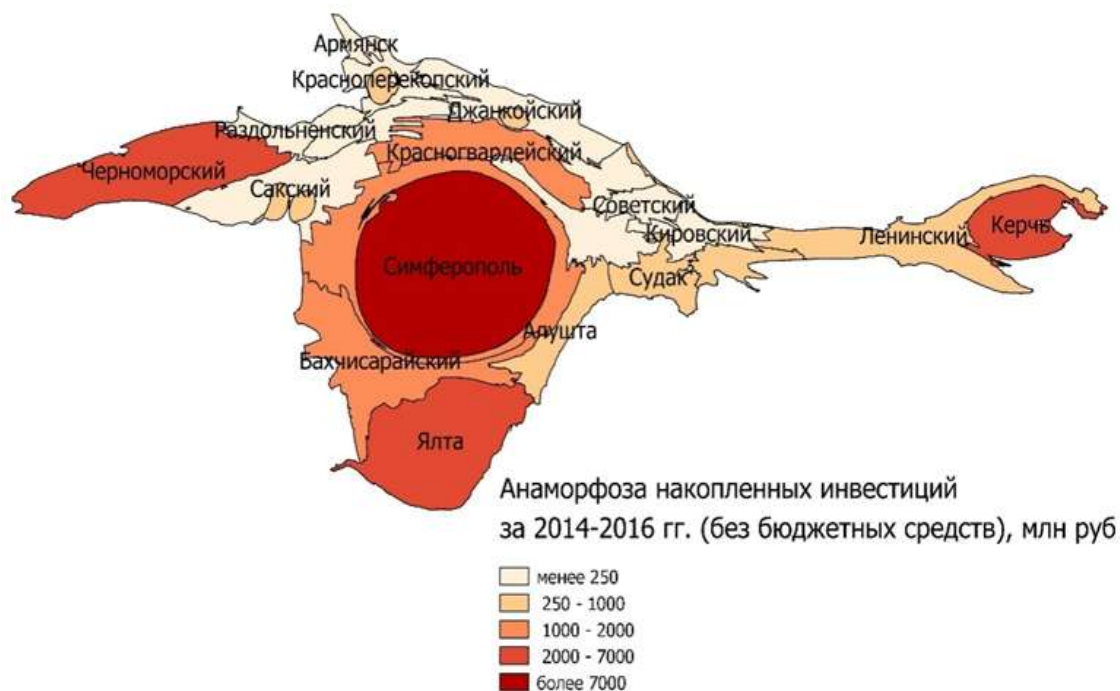 Армянск
Красноперекопский
Джанкойский
Раздольненский
Красногвардейский
Черноморский
Сакский
Советский
Кировский
Ленинский
Керчь
Симферополь
Судак
Алушта
Бахчисарайский
Ялта
Анаморфоза накопленных инвестиций
за 2014-2016 гг. (без бюджетных средств), млн руб
менее 250
250 - 1000
1000 - 2000
2000 - 7000
более 7000